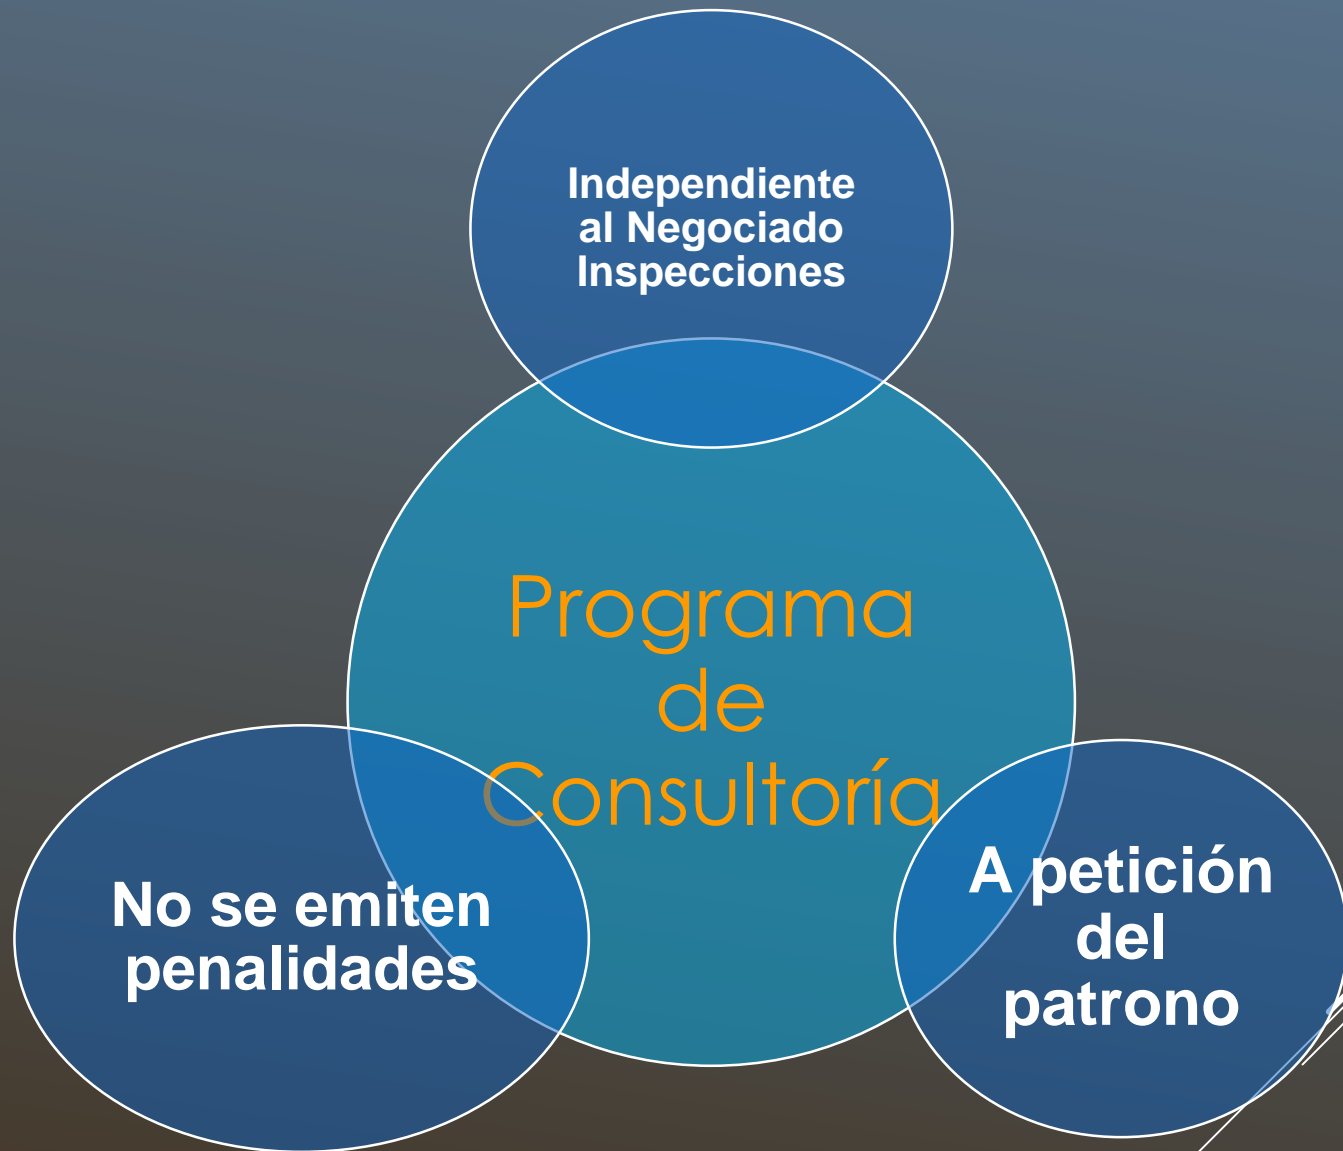 Independiente
al Negociado
Inspecciones
Programa
de
Consultoría
No se emiten
penalidades
A petición
del
patrono